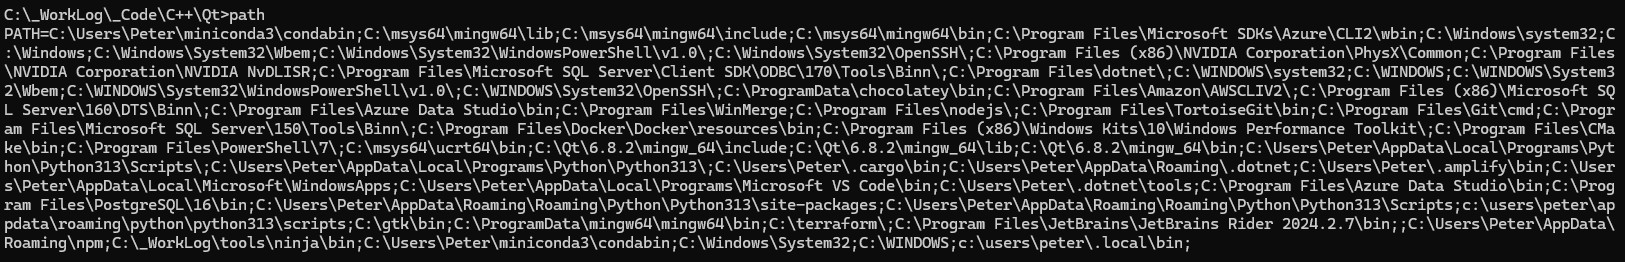 C:\_WorkLog\_Code\C++\Qt>path
PATH=C:\Users\Peter\miniconda3\condabin;C:\msys64\mingw64\lib;C:\msys64\mingw64\include;C:\msys64\mingw64\bin;C:\Program Files\Microsoft SDKs\Azure\CLI2\wbin;C:\Windows\system32;C
:\Windows;C:\Windows\System32\Wbem;C:\Windows\System32\WindowsPowerShell\v1.0\;C:\Windows\System32\OpenSSH\;C:\Program Files (x86)\NVIDIA Corporation\PhysX\Common;C:\Program Files
\NVIDIA Corporation\NVIDIA NvDLISR;C:\Program Files\Microsoft SQL Server\Client SDK\ODBC\170\Tools\Binn\;C:\Program Files\dotnet\;C:\WINDOWS\system32;C:\WINDOWS;C:\WINDOWS\System3
2\Wbem;C:\WINDOWS\System32\WindowsPowerShell\v1.0\;C:\WINDOWS\System32\OpenSSH\;C:\ProgramData\chocolatey\bin;C:\Program Files\Amazon\AWSCLIV2\;C:\Program Files (x86)\Microsoft SQ
L Server\160\DTS\Binn\;C:\Program Files\Azure Data Studio\bin;C:\Program Files\WinMerge;C:\Program Files\nodejs\;C:\Program Files\TortoiseGit\bin;C:\Program Files\Git\cmd;C:\Progr
am Files\Microsoft SQL Server\150\Tools\Binn\;C:\Program Files\Docker\Docker\resources\bin;C:\Program Files (x86)\Windows Kits\10\Windows Performance Toolkit\;C:\Program Files\CMa
ke\bin;C:\Program Files\PowerShell\7\;C:\msys64\ucrt64\bin;C:\Qt\6.8.2\mingw_64\include;C:\Qt\6.8.2\mingw_64\lib;C:\Qt\6.8.2\mingw_64\bin;C:\Users\Peter\AppData\Local\Programs\Pyt
hon\Python313\Scripts\;C:\Users\Peter\AppData\Local\Programs\Python\Python313\;C:\Users\Peter\.cargo\bin;C:\Users\Peter\AppData\Roaming\.dotnet;C:\Users\Peter\.amplify\bin;C:\User
s\Peter\AppData\Local\Microsoft\WindowsApps;C:\Users\Peter\AppData\Local\Programs\Microsoft VS Code\bin;C:\Users\Peter\.dotnet\tools;C:\Program Files\Azure Data Studio\bin;C:\Prog
ram Files\PostgreSQL\16\bin;C:\Users\Peter\AppData\Roaming\Roaming\Python\Python313\site-packages;C:\Users\Peter\AppData\Roaming\Roaming\Python\Python313\Scripts;c:\users\peter\ap
pdata\roaming\python\python313\scripts;C:\gtk\bin;C:\ProgramData\mingw64\mingw64\bin;C:\terraform\;C:\Program Files\JetBrains\JetBrains Rider 2024.2.7\bin;;C:\Users\Peter\AppData\
Roaming\npm;C:\_WorkLog\tools\ninja\bin;C:\Users\Peter\miniconda3\condabin;C:\Windows\System32;C:\WINDOWS;c:\users\peter\.local\bin;